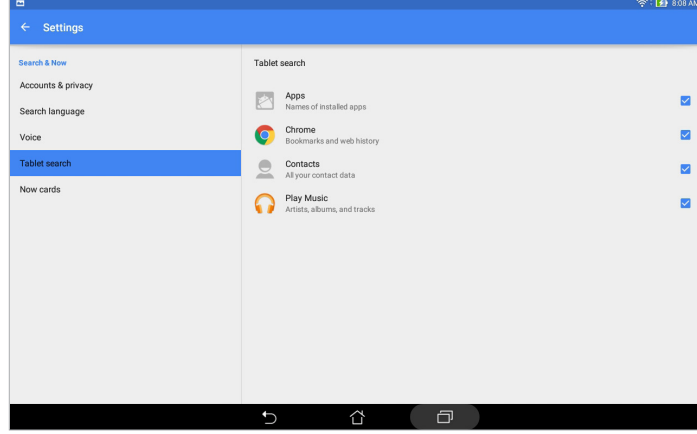 8:08 AM
Settings
Search & Now
Accounts & privacy
Search language
Voice
Tablet search
Now cards
Tablet search
Apps
Names of installed apps
Chrome
Bookmarks and web history
Contacts
All your contact data
Play Music
Artists, albums, and tracks